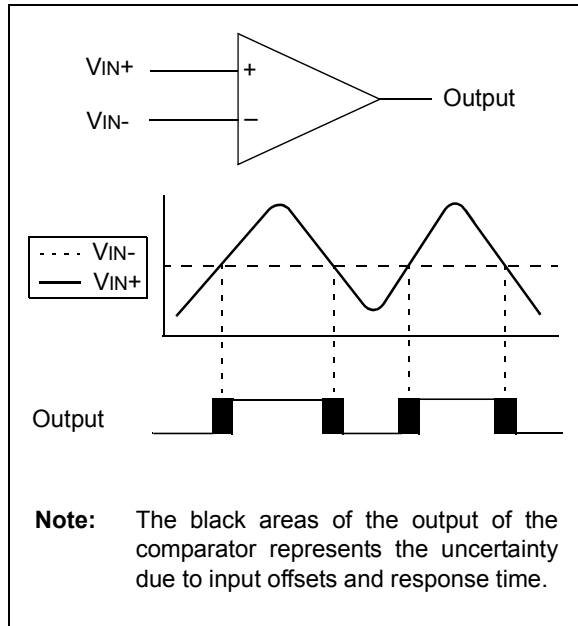 VIN+
+
Output
VIN-
–
VIN-
VIN+
Output
Note: The black areas of the output of the
comparator represents the uncertainty
due to input offsets and response time.